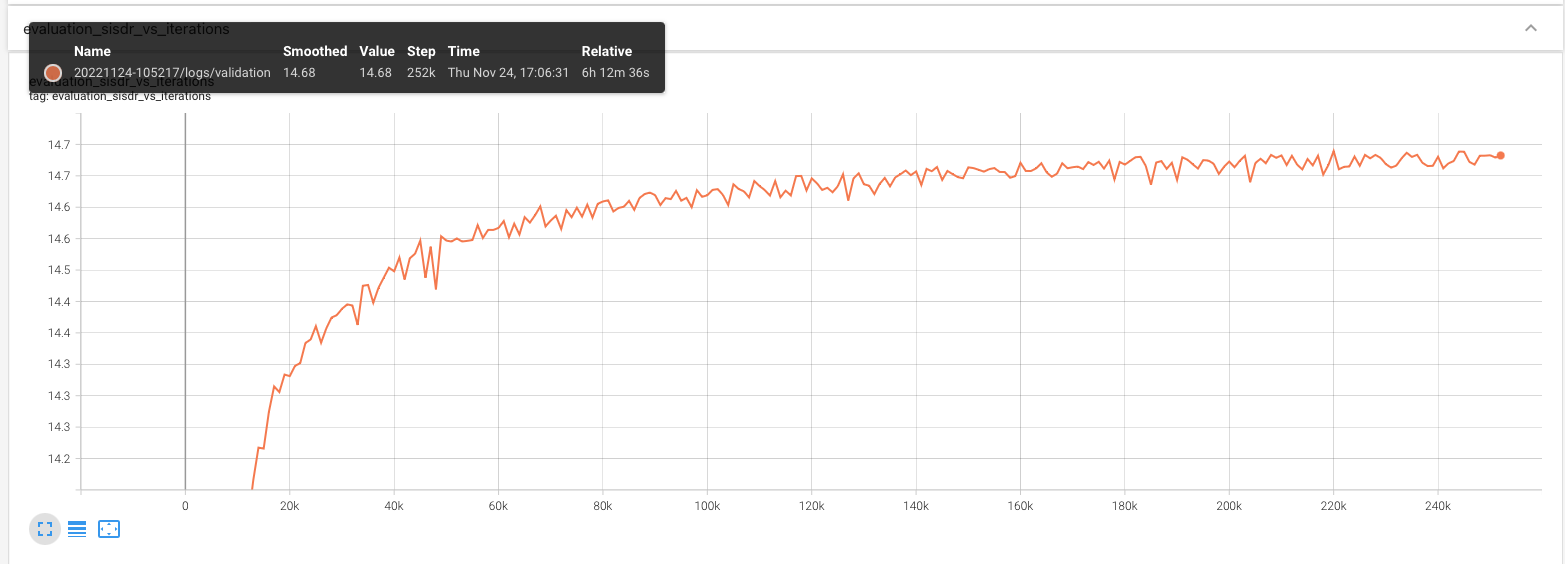 evaluation_sisdr_vs_iterations
Name Smoothed Value Step Time Relative
20221124-105217/logs/validation 14.68 14.68 252k Thu Nov 24, 17:06:31 6h 12m 36s
evaluation_sisdr_vs_iterations
tag: evaluation_sisdr_vs_iterations
14.7
14.7
14.6
14.6
14.5
14.4
14.4
14.3
14.3
14.3
14.2
0 20k 40k 60k 80k 100k 120k 140k 160k 180k 200k 220k 240k